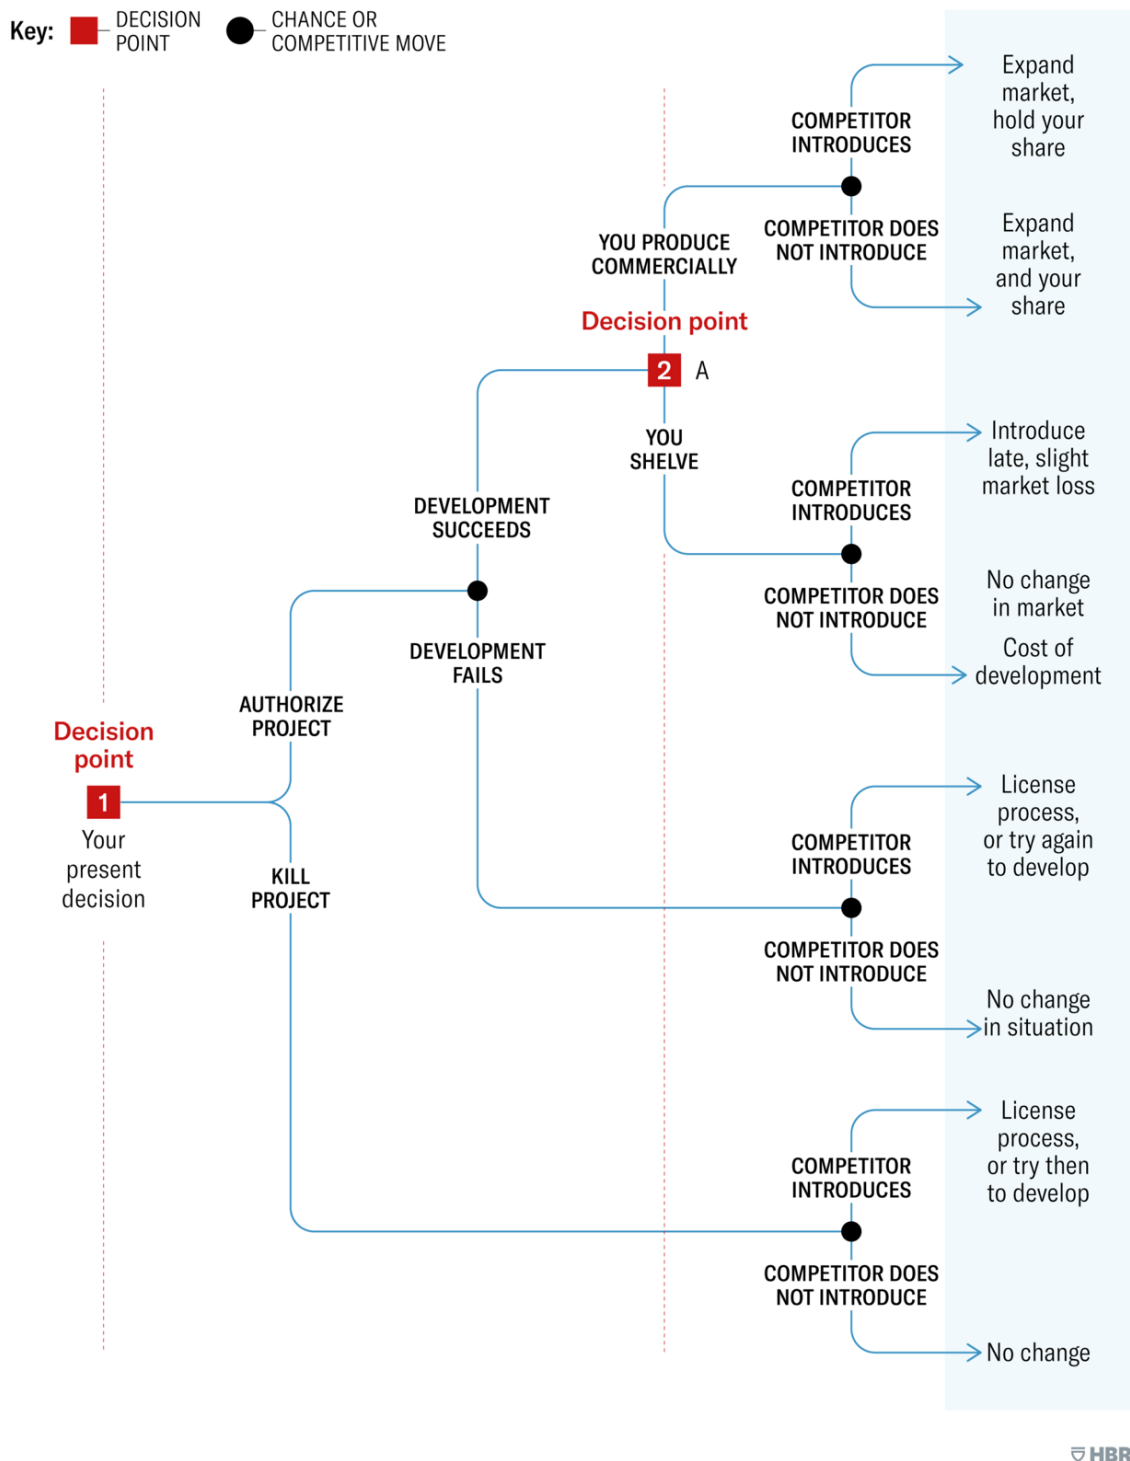 Key:
DECISION
POINT
CHANCE OR
COMPETITIVE MOVE
Expand
market,
hold your
share
COMPETITOR
INTRODUCES
COMPETITOR DOES
NOT INTRODUCE
Expand
market,
and your
share
YOU PRODUCE
COMMERCIALLY
Decision point
2
A
YOU
SHELVE
Introduce
late, slight
market loss
COMPETITOR
INTRODUCES
COMPETITOR DOES
NOT INTRODUCE
No change
in market
Cost of
development
DEVELOPMENT
SUCCEEDS
DEVELOPMENT
FAILS
AUTHORIZE
PROJECT
Decision
point
1
Your
present
decision
KILL
PROJECT
License
process,
or try again
to develop
COMPETITOR
INTRODUCES
COMPETITOR DOES
NOT INTRODUCE
No change
in situation
License
process,
or try then
to develop
COMPETITOR
INTRODUCES
COMPETITOR DOES
NOT INTRODUCE
No change
HBR